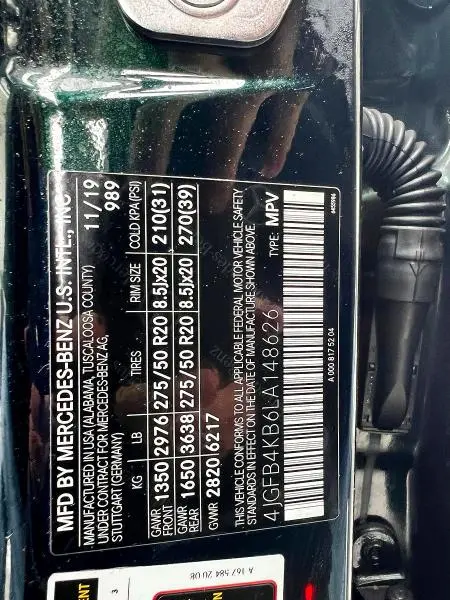 MFD BY MERCEDES-BENZ U.S. INTL., INC
MANUFACTURED IN USA (ALABAMA, TUSCALOOSA COUNTY) 11/19
UNDER CONTRACT FOR MERCEDES-BENZ AG, 989
STUTTGART (GERMANY)
KG LB TIRES RIM SIZE COLD KPA(PSI)
GAWR FRONT 1350 2976 275/50 R20 8.5Jx20 210(31)
GAWR REAR 1650 3638 275/50 R20 8.5Jx20 270(39)
GVWR 2820 6217
THIS VEHICLE CONFORMS TO ALL APPLICABLE FEDERAL MOTOR VEHICLE SAFETY
STANDARDS IN EFFECT ON THE DATE OF MANUFACTURE SHOWN ABOVE.
4JGFB4KB6LA148626 TYPE: MPV
A 000 817 52 04
A 167 584 20 08